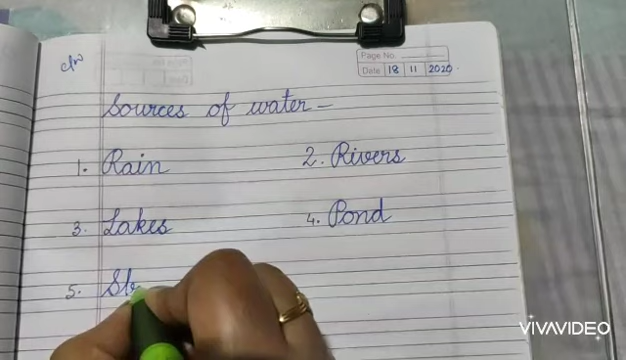 c/w
Page No.
Date 18 11 2020
Sources of water –
1. Rain 2. Rivers
3. Lakes 4. Pond
5. St
VIVAVIDEO